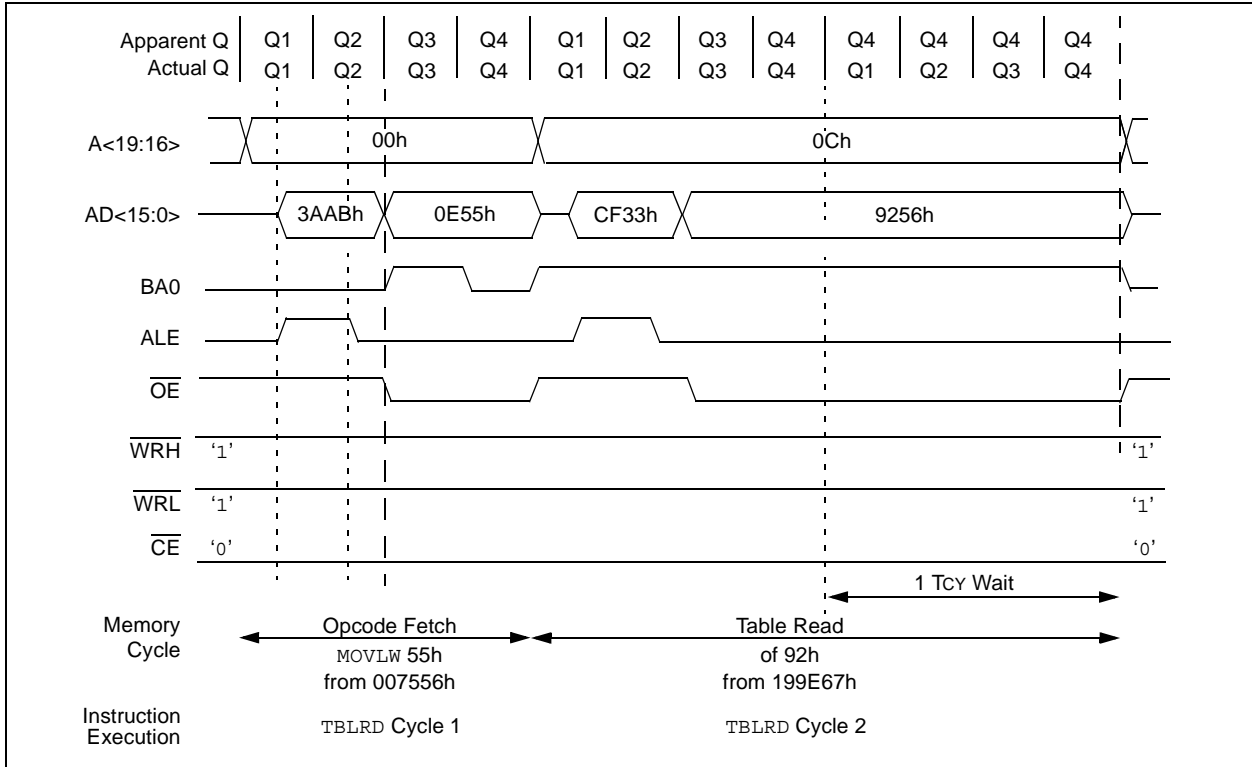 Apparent Q Q1 Q2 Q3 Q4 Q1 Q2 Q3 Q4 Q4 Q4 Q4 Q4
Actual Q Q1 Q2 Q3 Q4 Q1 Q2 Q3 Q4 Q1 Q2 Q3 Q4
A<19:16> 00h 0Ch
AD<15:0> 3AABh 0E55h CF33h 9256h
BA0
ALE
OE
WRH '1' '1'
WRL '1' '1'
CE '0' '0'
1 TCY Wait
Memory Cycle
Opcode Fetch
MOVLW 55h
from 007556h
Table Read
of 92h
from 199E67h
Instruction
Execution
TBLRD Cycle 1
TBLRD Cycle 2